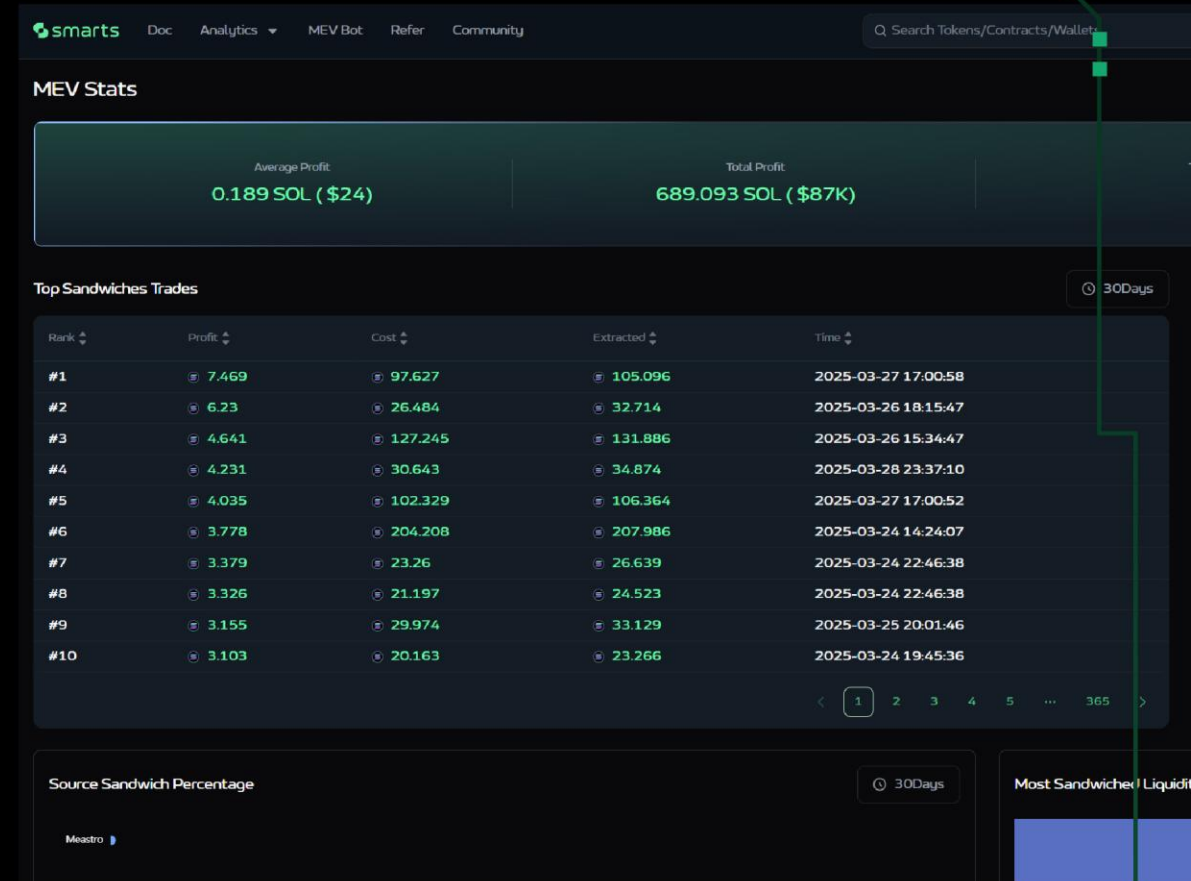 smarts Doc Analytics MEV Bot Refer Community Search Tokens/Contracts/Wallets
MEV Stats
Average Profit Total Profit
0.189 SOL ( $24) 689.093 SOL ( $87K)
Top Sandwiches Trades 30Days
Rank Profit Cost Extracted Time
#1 7.469 97.627 105.096 2025-03-27 17:00:58
#2 6.23 26.484 32.714 2025-03-26 18:15:47
#3 4.641 127.245 131.886 2025-03-26 15:34:47
#4 4.231 30.643 34.874 2025-03-28 23:37:10
#5 4.035 102.329 106.364 2025-03-27 17:00:52
#6 3.778 204.208 207.986 2025-03-24 14:24:07
#7 3.379 23.26 26.639 2025-03-24 22:46:38
#8 3.326 21.197 24.523 2025-03-24 22:46:38
#9 3.155 29.974 33.129 2025-03-25 20:01:46
#10 3.103 20.163 23.266 2025-03-24 19:45:36
< 1 2 3 4 5 ... 365 >
Source Sandwich Percentage 30Days Most Sandwiched
Meastro